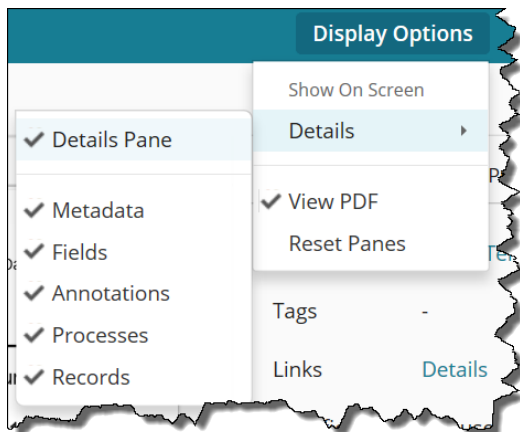 Display Options
Show On Screen
Details
View PDF
Reset Panes
Details Pane
Metadata
Fields
Annotations
Processes
Records
Tags -
Links Details